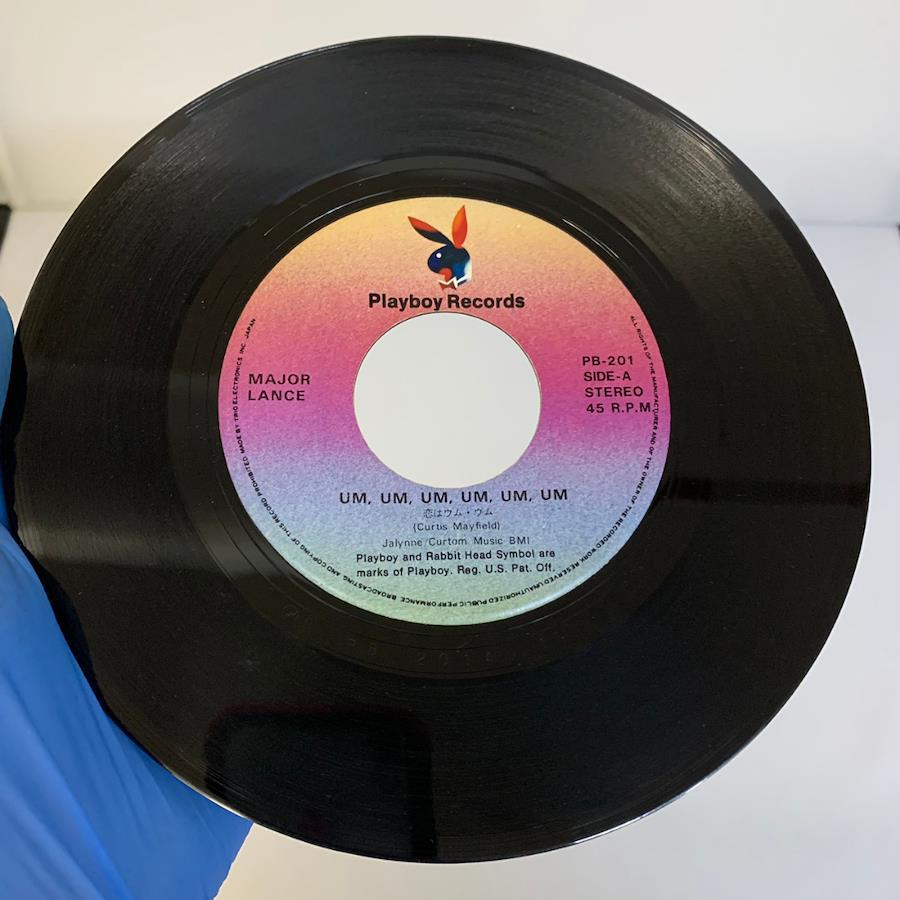 Playboy Records
MAJOR
LANCE
PB-201
SIDE-A
STEREO
45 R.P.M.
UM, UM, UM, UM, UM, UM
恋はウム・ウム
(Curtis Mayfield)
Jalynne/Curtom Music BMI
Playboy and Rabbit Head Symbol are
marks of Playboy. Reg. U.S. Pat. Off.
ALL RIGHTS OF THE MANUFACTURER AND OF THE OWNER OF THE RECORDED WORK RESERVED UNAUTHORIZED PUBLIC PERFORMANCE BROADCASTING AND COPYING OF THIS RECORD PROHIBITED MADE BY TRIO ELECTRONICS INC. JAPAN